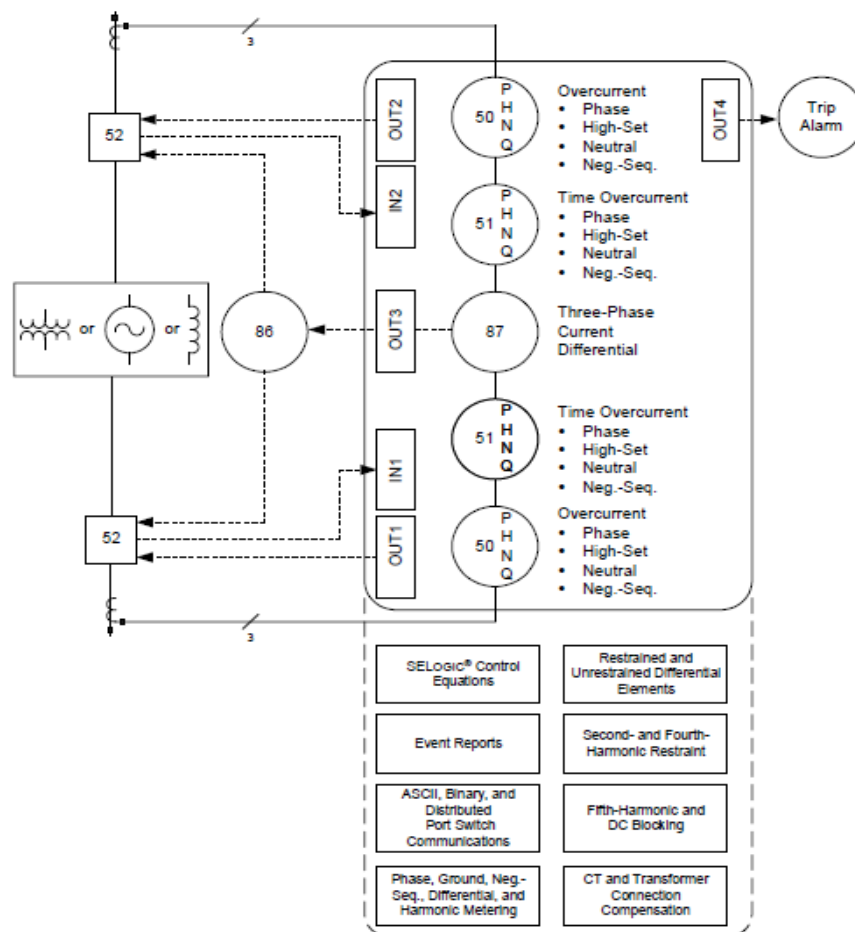 3
52
OUT2
IN2
50
P
H
N
Q
Overcurrent
• Phase
• High-Set
• Neutral
• Neg.-Seq.
OUT4
Trip
Alarm
51
P
H
N
Q
Time Overcurrent
• Phase
• High-Set
• Neutral
• Neg.-Seq.
or
or
86
OUT3
87
Three-Phase
Current
Differential
51
P
H
N
Q
Time Overcurrent
• Phase
• High-Set
• Neutral
• Neg.-Seq.
IN1
52
OUT1
50
P
H
N
Q
Overcurrent
• Phase
• High-Set
• Neutral
• Neg.-Seq.
3
SELOGIC® Control
Equations
Restrained and
Unrestrained Differential
Elements
Event Reports
Second- and Fourth-
Harmonic Restraint
ASCII, Binary, and
Distributed
Port Switch
Communications
Fifth-Harmonic and
DC Blocking
Phase, Ground, Neg.-
Seq., Differential, and
Harmonic Metering
CT and Transformer
Connection
Compensation